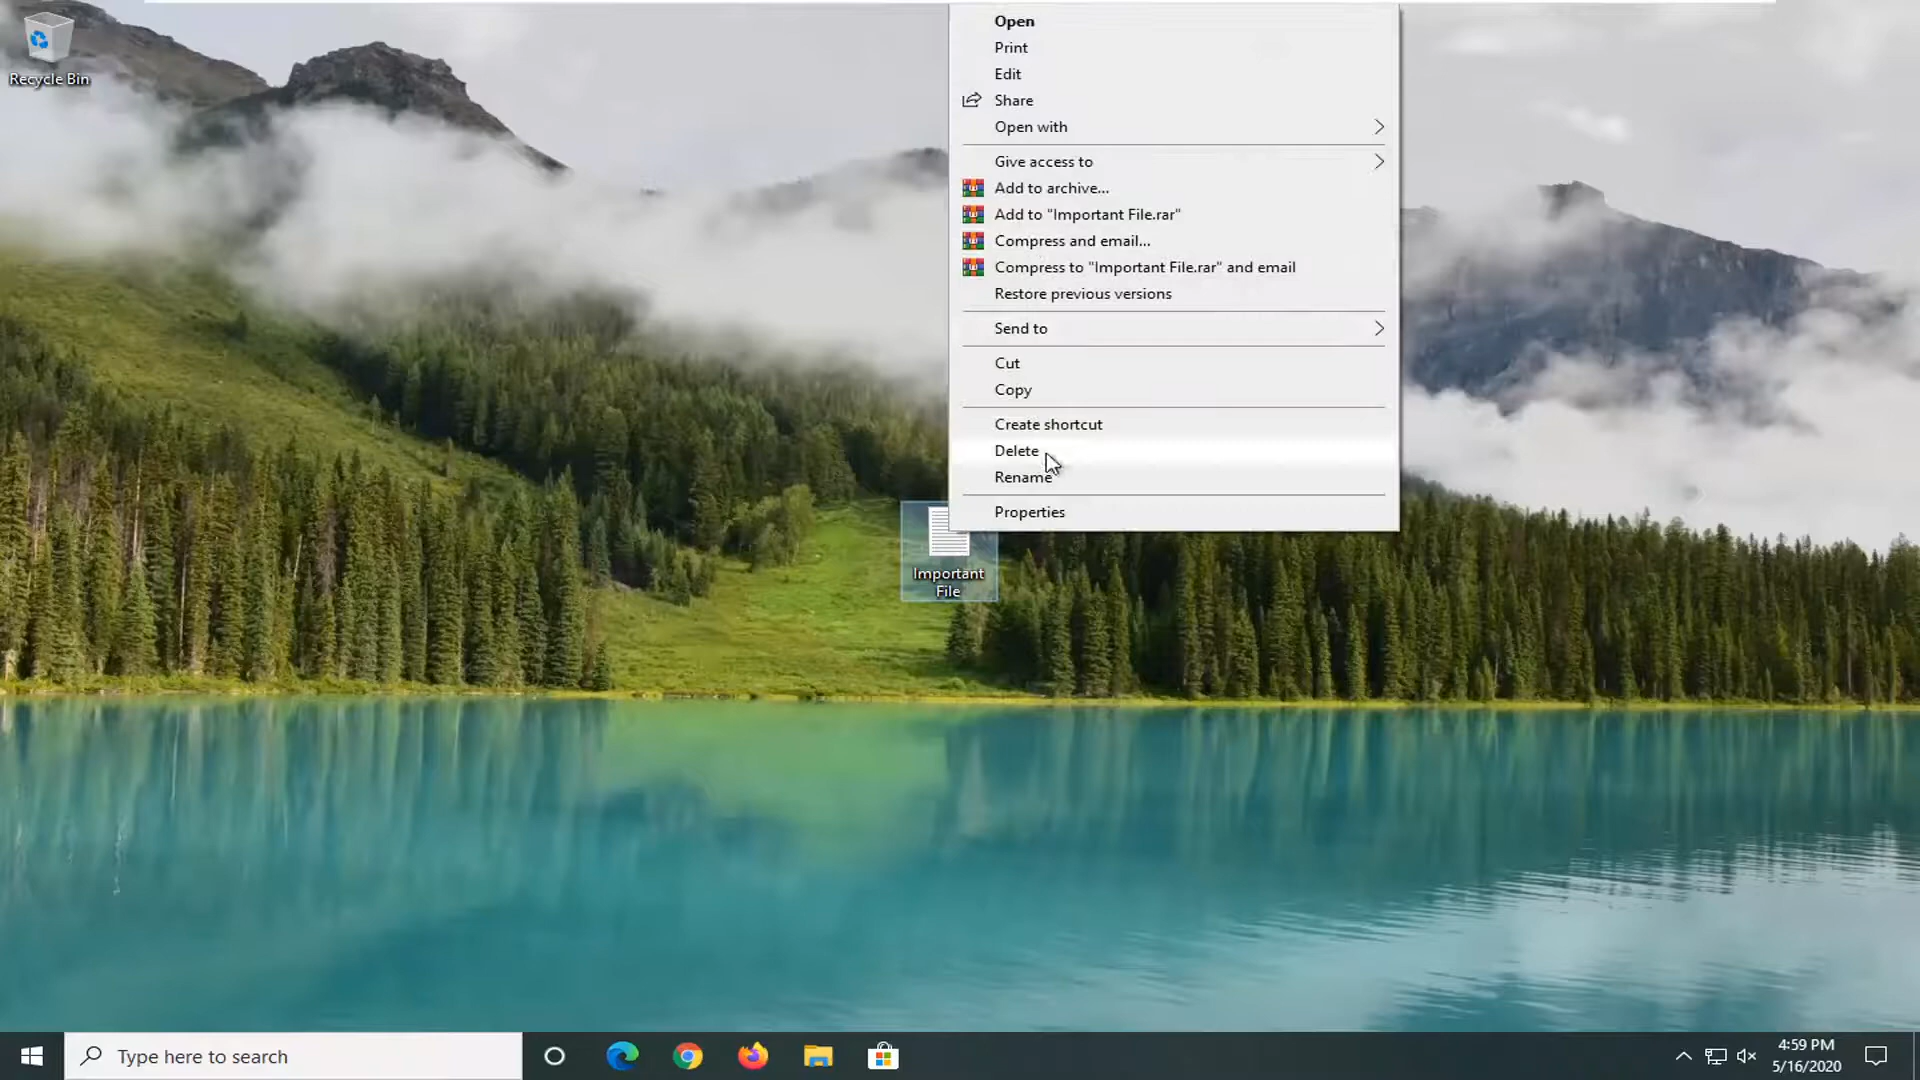 Recycle Bin
Open
Print
Edit
Share
Open with
Give access to
Add to archive...
Add to "Important File.rar"
Compress and email...
Compress to "Important File.rar" and email
Restore previous versions
Send to
Cut
Copy
Create shortcut
Delete
Rename
Properties
Important
File
Type here to search
4:59 PM
5/16/2020